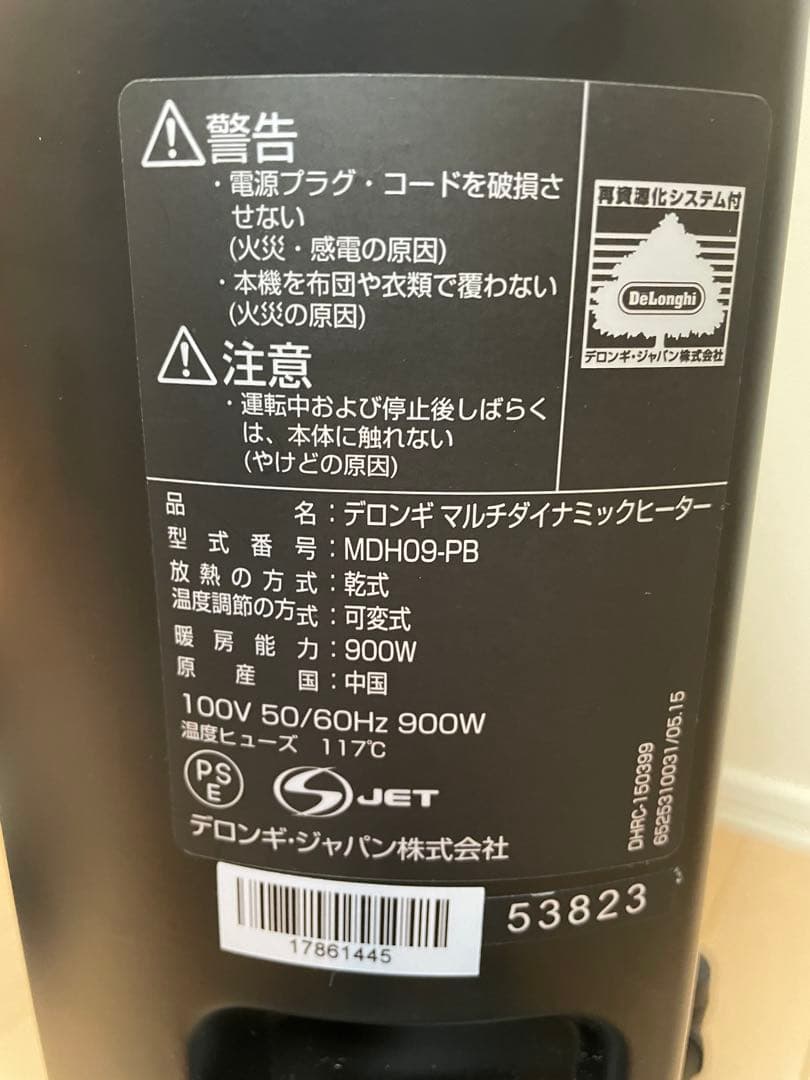 警告
・電源プラグ・コードを破損さ
せない
(火災・感電の原因)
・本機を布団や衣類で覆わない
(火災の原因)
注意
・運転中および停止後しばらく
は、本体に触れない
(やけどの原因)
再資源化システム付
DeLonghi
デロンギ・ジャパン株式会社
品名：デロンギ マルチダイナミックヒーター
型式番号：MDH09-PB
放熱の方式：乾式
温度調節の方式：可変式
暖房能力：900W
原産国：中国
100V 50/60Hz 900W
温度ヒューズ 117℃
PSE
S JET
デロンギ・ジャパン株式会社
DHRC-150399
6525310031/05.15
17861445
53823